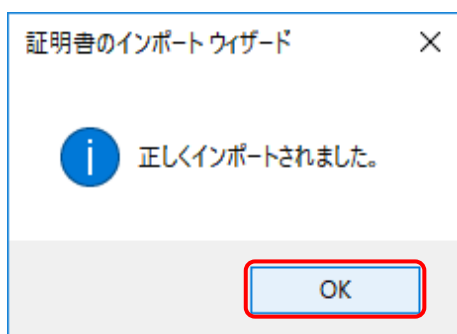 証明書のインポート ウィザード
正しくインポートされました。
OK